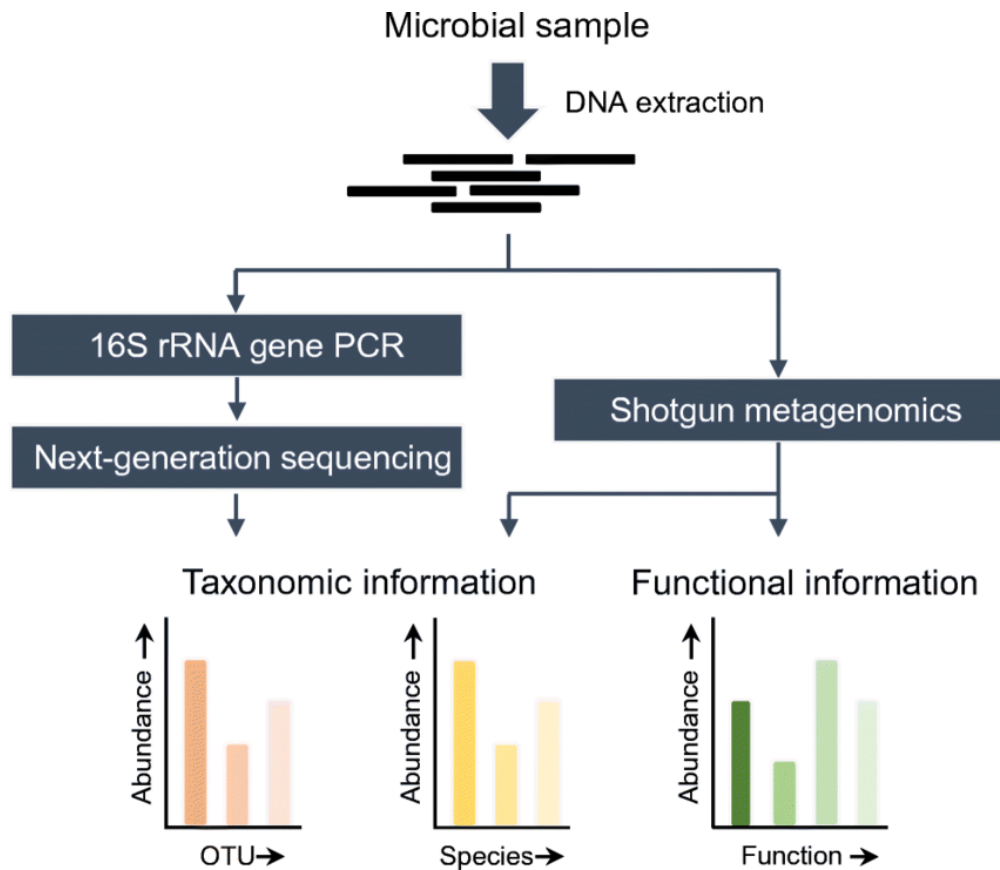 Microbial sample
DNA extraction
16S rRNA gene PCR
Next-generation sequencing
Shotgun metagenomics
Taxonomic information
Functional information
Abundance
OTU
Abundance
Species
Abundance
Function